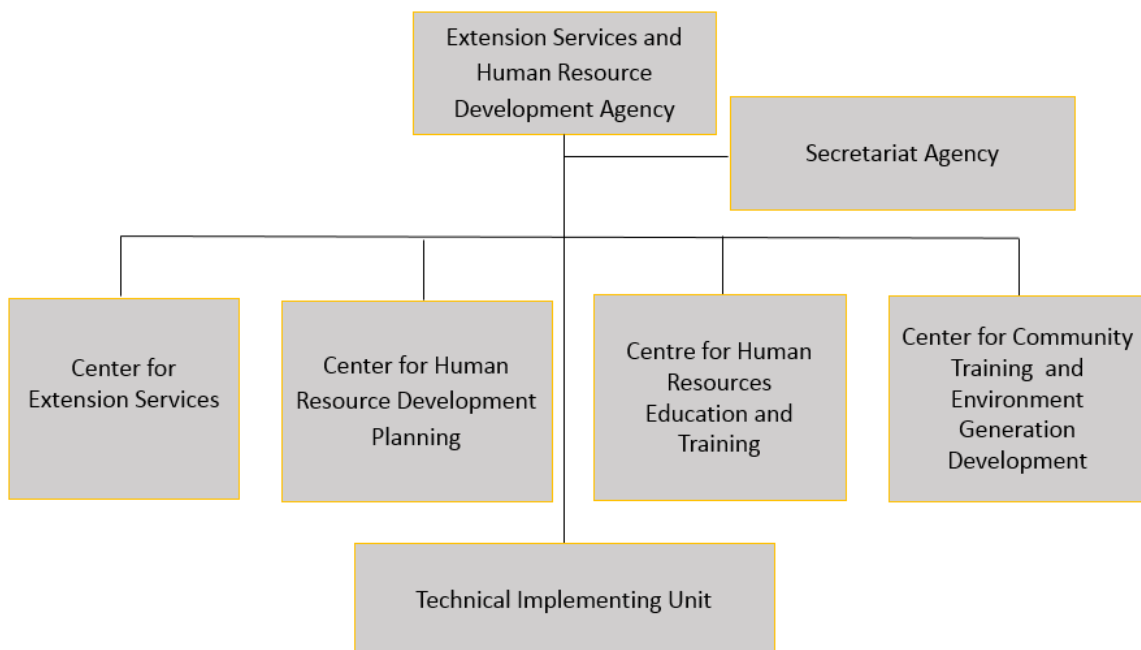 Extension Services and
Human Resource
Development Agency
Secretariat Agency
Center for
Extension Services
Center for Human
Resource Development
Planning
Centre for Human
Resources
Education and
Training
Center for Community
Training and
Environment
Generation
Development
Technical Implementing Unit